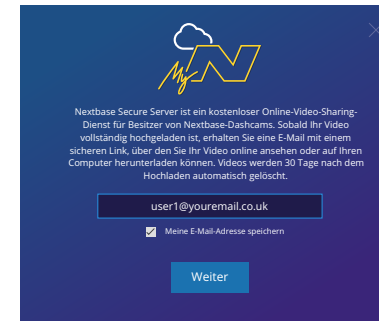 My N
Nextbase Secure Server ist ein kostenloser Online-Video-Sharing-
Dienst für Besitzer von Nextbase-Dashcams. Sobald Ihr Video
vollständig hochgeladen ist, erhalten Sie eine E-Mail mit einem
sicheren Link, über den Sie Ihr Video online ansehen oder auf Ihren
Computer herunterladen können. Videos werden 30 Tage nach dem
Hochladen automatisch gelöscht.
user1@youremail.co.uk
Meine E-Mail-Adresse speichern
Weiter